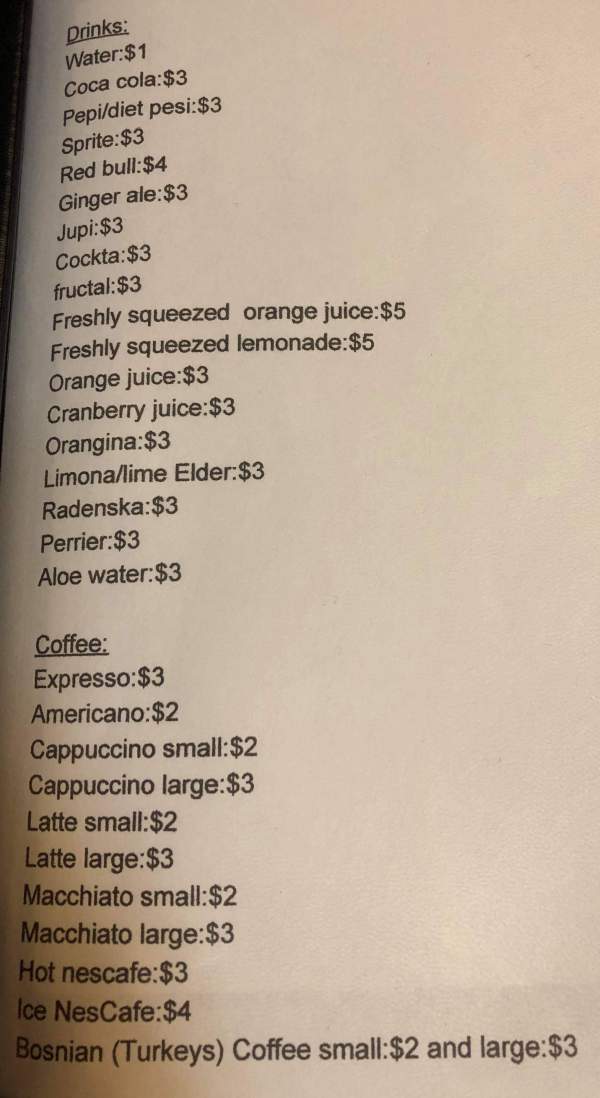 Drinks:
Water:$1
Coca cola:$3
Pepi/diet pesi:$3
Sprite:$3
Red bull:$4
Ginger ale:$3
Jupi:$3
Cockta:$3
fructal:$3
Freshly squeezed  orange juice:$5
Freshly squeezed lemonade:$5
Orange juice:$3
Cranberry juice:$3
Orangina:$3
Limona/lime Elder:$3
Radenska:$3
Perrier:$3
Aloe water:$3
Coffee:
Expresso:$3
Americano:$2
Cappuccino small:$2
Cappuccino large:$3
Latte small:$2
Latte large:$3
Macchiato small:$2
Macchiato large:$3
Hot nescafe:$3
Ice NesCafe:$4
Bosnian (Turkeys) Coffee small:$2 and large:$3